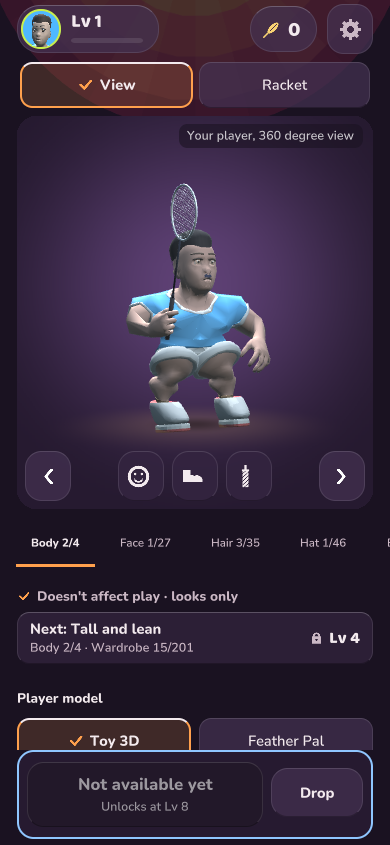 Lv 1
0
View
Racket
Your player, 360 degree view
Body 2/4
Face 1/27
Hair 3/35
Hat 1/46
Doesn't affect play · looks only
Next: Tall and lean
Body 2/4 · Wardrobe 15/201
Lv 4
Player model
Toy 3D
Feather Pal
Not available yet
Unlocks at Lv 8
Drop